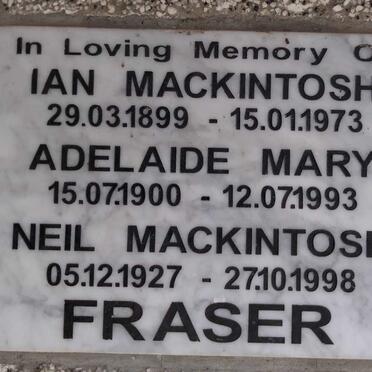 In Loving Memory O
IAN MACKINTOSH
29.03.1899 - 15.01.1973
ADELAIDE MARY
15.07.1900 - 12.07.1993
NEIL MACKINTOSH
05.12.1927 - 27.10.1998
FRASER